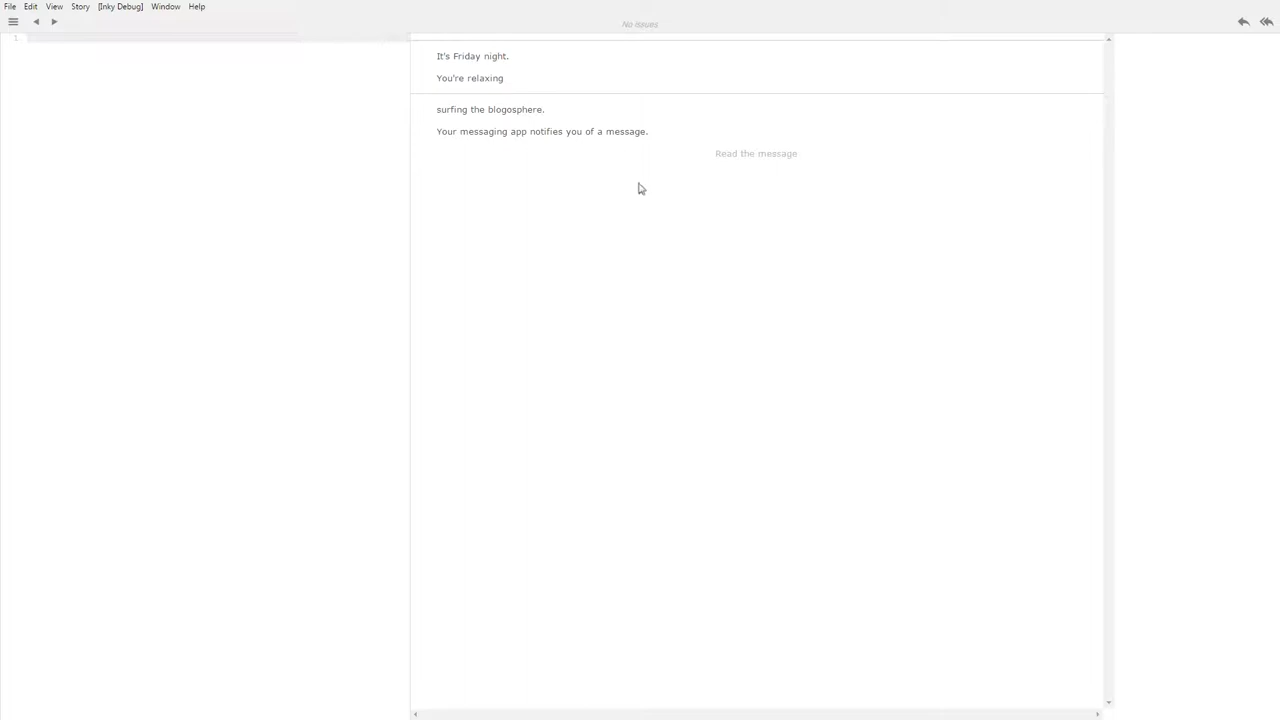 File Edit View Story [Inky Debug] Window Help
No issues
1
It's Friday night.
You're relaxing
surfing the blogosphere.
Your messaging app notifies you of a message.
Read the message